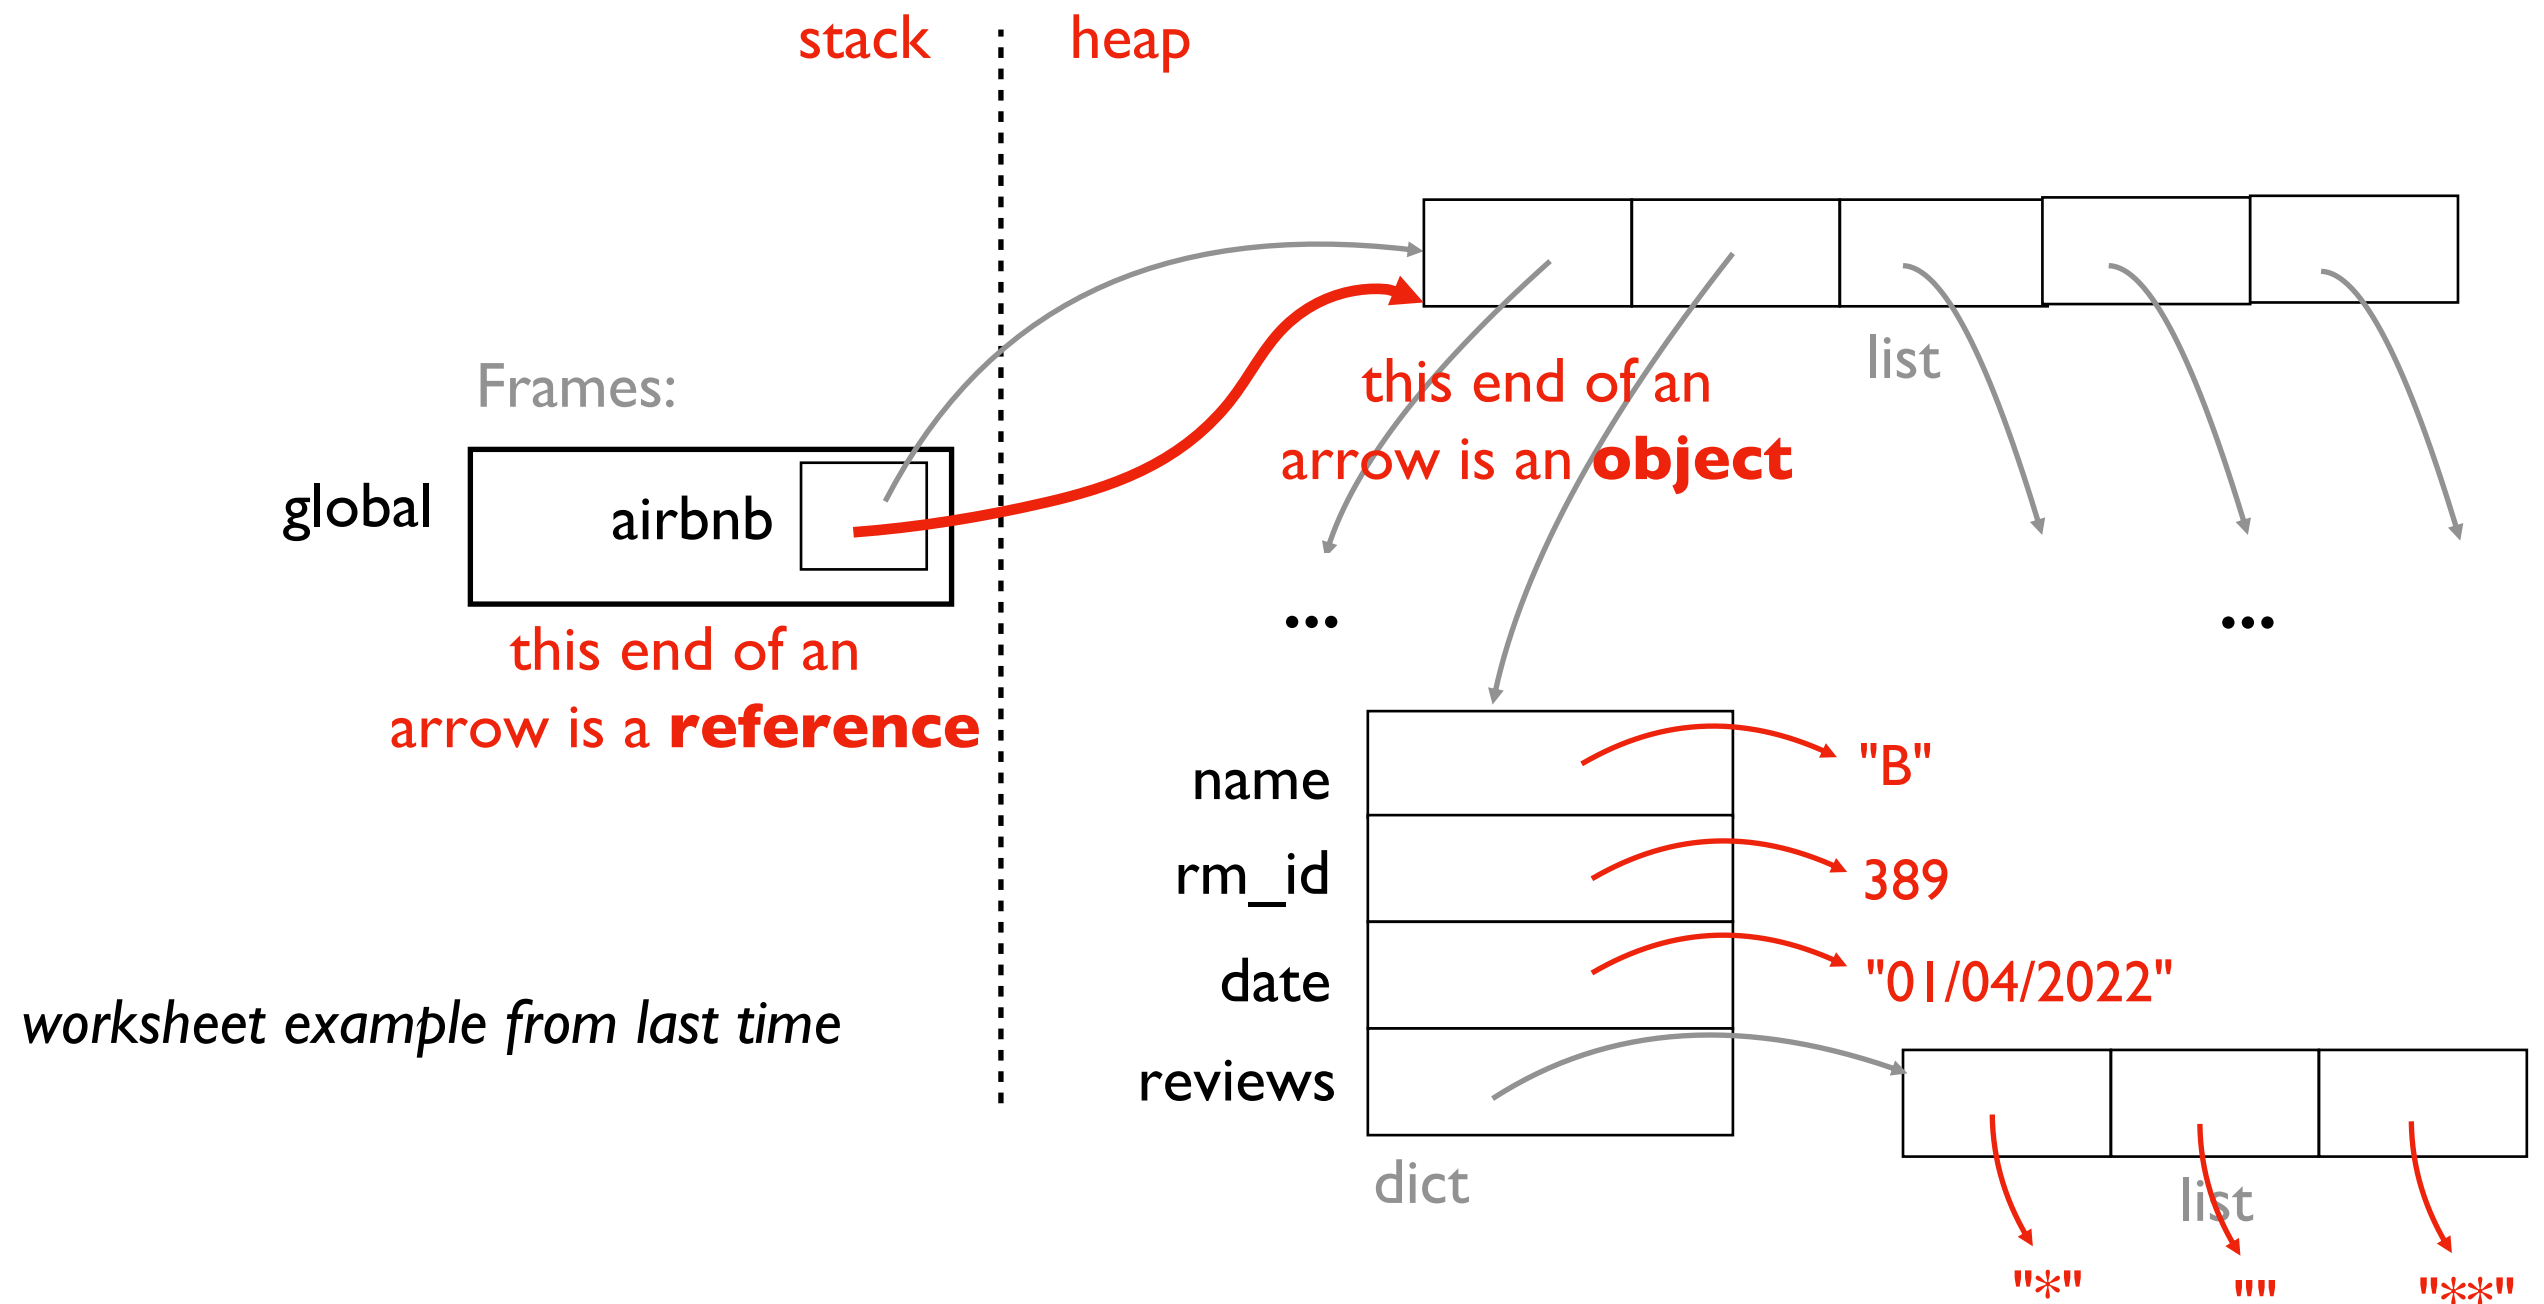 stack
heap
Frames:
global
airbnb
this end of an
arrow is a reference
list
this end of an
arrow is an object
...
...
name
"B"
rm_id
389
date
"01/04/2022"
reviews
dict
list
"*"
""
"**"
worksheet example from last time